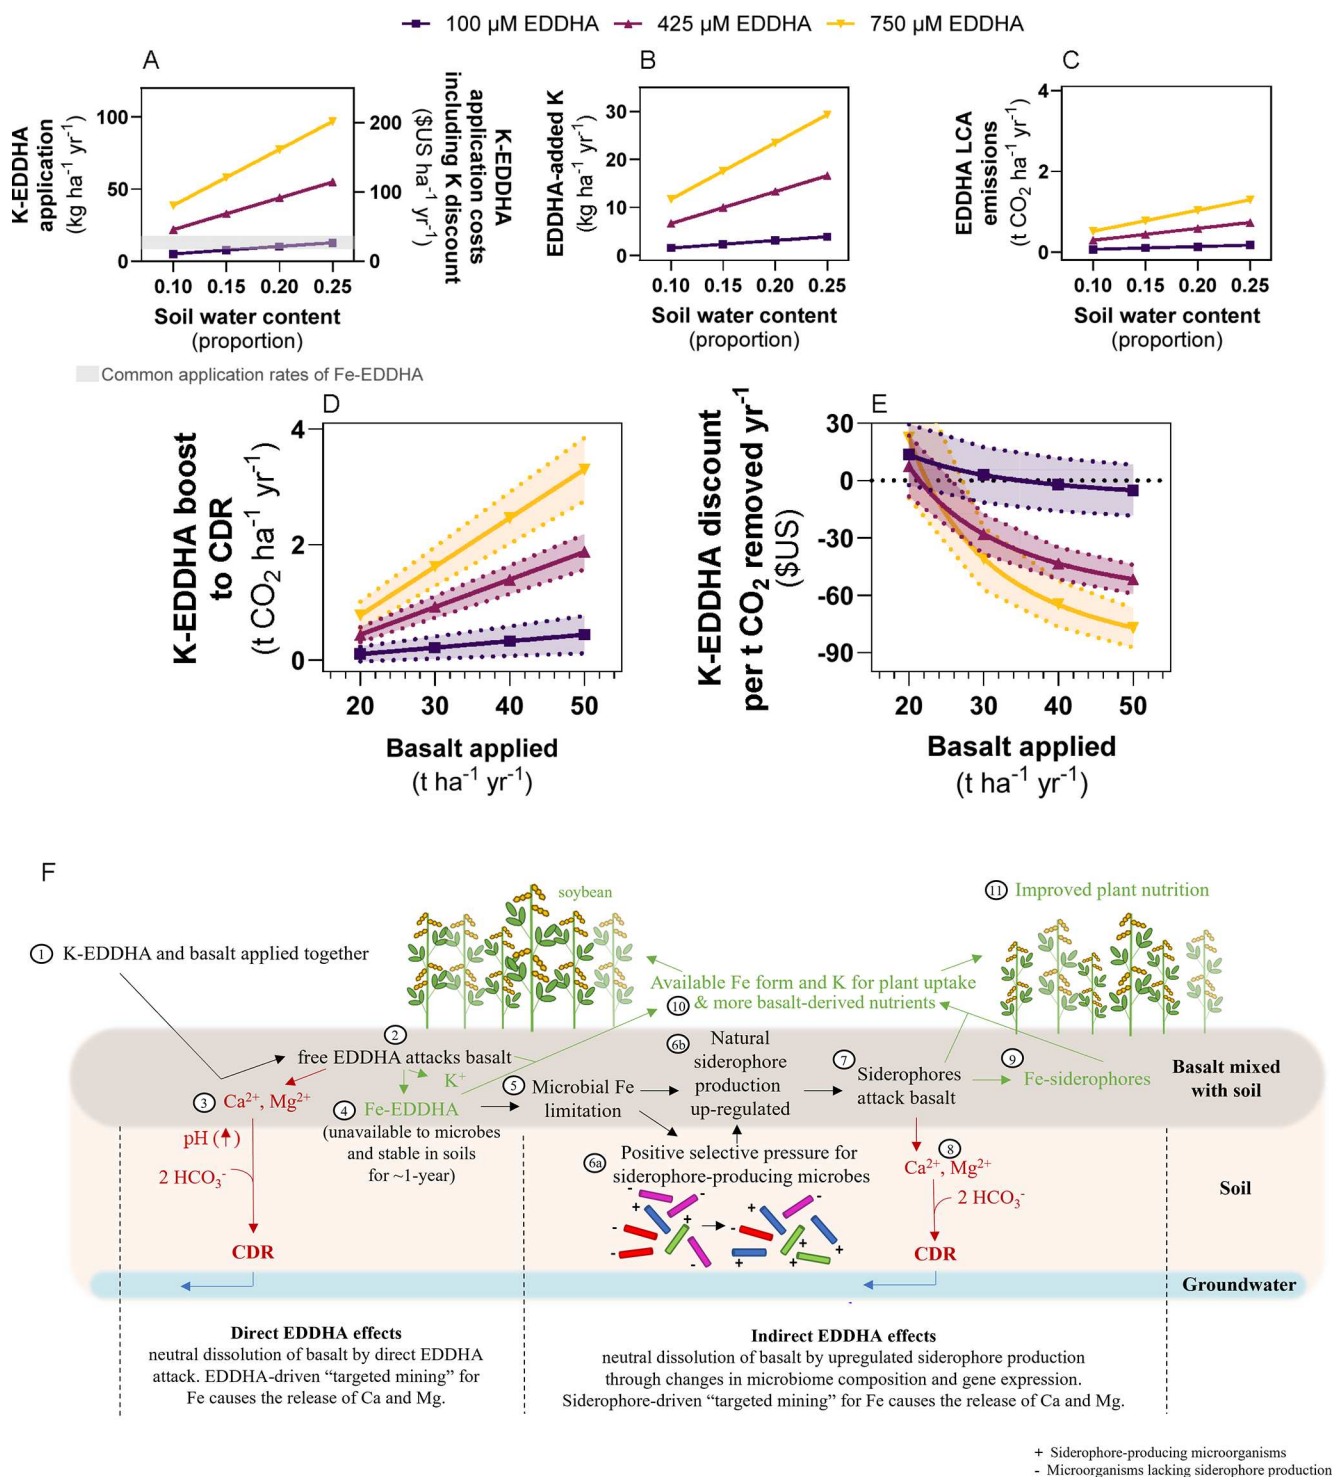 100 µM EDDHA 425 µM EDDHA 750 µM EDDHA
A
K-EDDHA
application
(kg ha⁻¹ yr⁻¹)
100
50
0
200
100
0
K-EDDHA
application costs
including K discount
($US ha⁻¹ yr⁻¹)
0.10 0.15 0.20 0.25
Soil water content
(proportion)
Common application rates of Fe-EDDHA
B
EDDHA-added K
(kg ha⁻¹ yr⁻¹)
30
20
10
0
0.10 0.15 0.20 0.25
Soil water content
(proportion)
C
EDDHA LCA
emissions
(t CO₂ ha⁻¹ yr⁻¹)
4
2
0
0.10 0.15 0.20 0.25
Soil water content
(proportion)
D
K-EDDHA boost
to CDR
(t CO₂ ha⁻¹ yr⁻¹)
4
2
0
20 30 40 50
Basalt applied
(t ha⁻¹ yr⁻¹)
E
K-EDDHA discount
per t CO₂ removed yr⁻¹
($US)
30
0
-30
-60
-90
20 30 40 50
Basalt applied
(t ha⁻¹ yr⁻¹)
F
soybean
11 Improved plant nutrition
1 K-EDDHA and basalt applied together
Available Fe form and K for plant uptake
10 & more basalt-derived nutrients
2
free EDDHA attacks basalt
K⁺
3 Ca²⁺, Mg²⁺
pH (↑)
2 HCO₃⁻
CDR
4 Fe-EDDHA
(unavailable to microbes
and stable in soils
for ~1-year)
5 Microbial Fe
limitation
6b Natural
siderophore
production
up-regulated
6a Positive selective pressure for
siderophore-producing microbes
- - + + - - - + - - + + + +
7 Siderophores
attack basalt
8
Ca²⁺, Mg²⁺
2 HCO₃⁻
CDR
9 Fe-siderophores
Basalt mixed
with soil
Soil
Groundwater
Direct EDDHA effects
neutral dissolution of basalt by direct EDDHA
attack. EDDHA-driven “targeted mining” for
Fe causes the release of Ca and Mg.
Indirect EDDHA effects
neutral dissolution of basalt by upregulated siderophore production
through changes in microbiome composition and gene expression.
Siderophore-driven “targeted mining” for Fe causes the release of Ca and Mg.
+ Siderophore-producing microorganisms
- Microorganisms lacking siderophore production